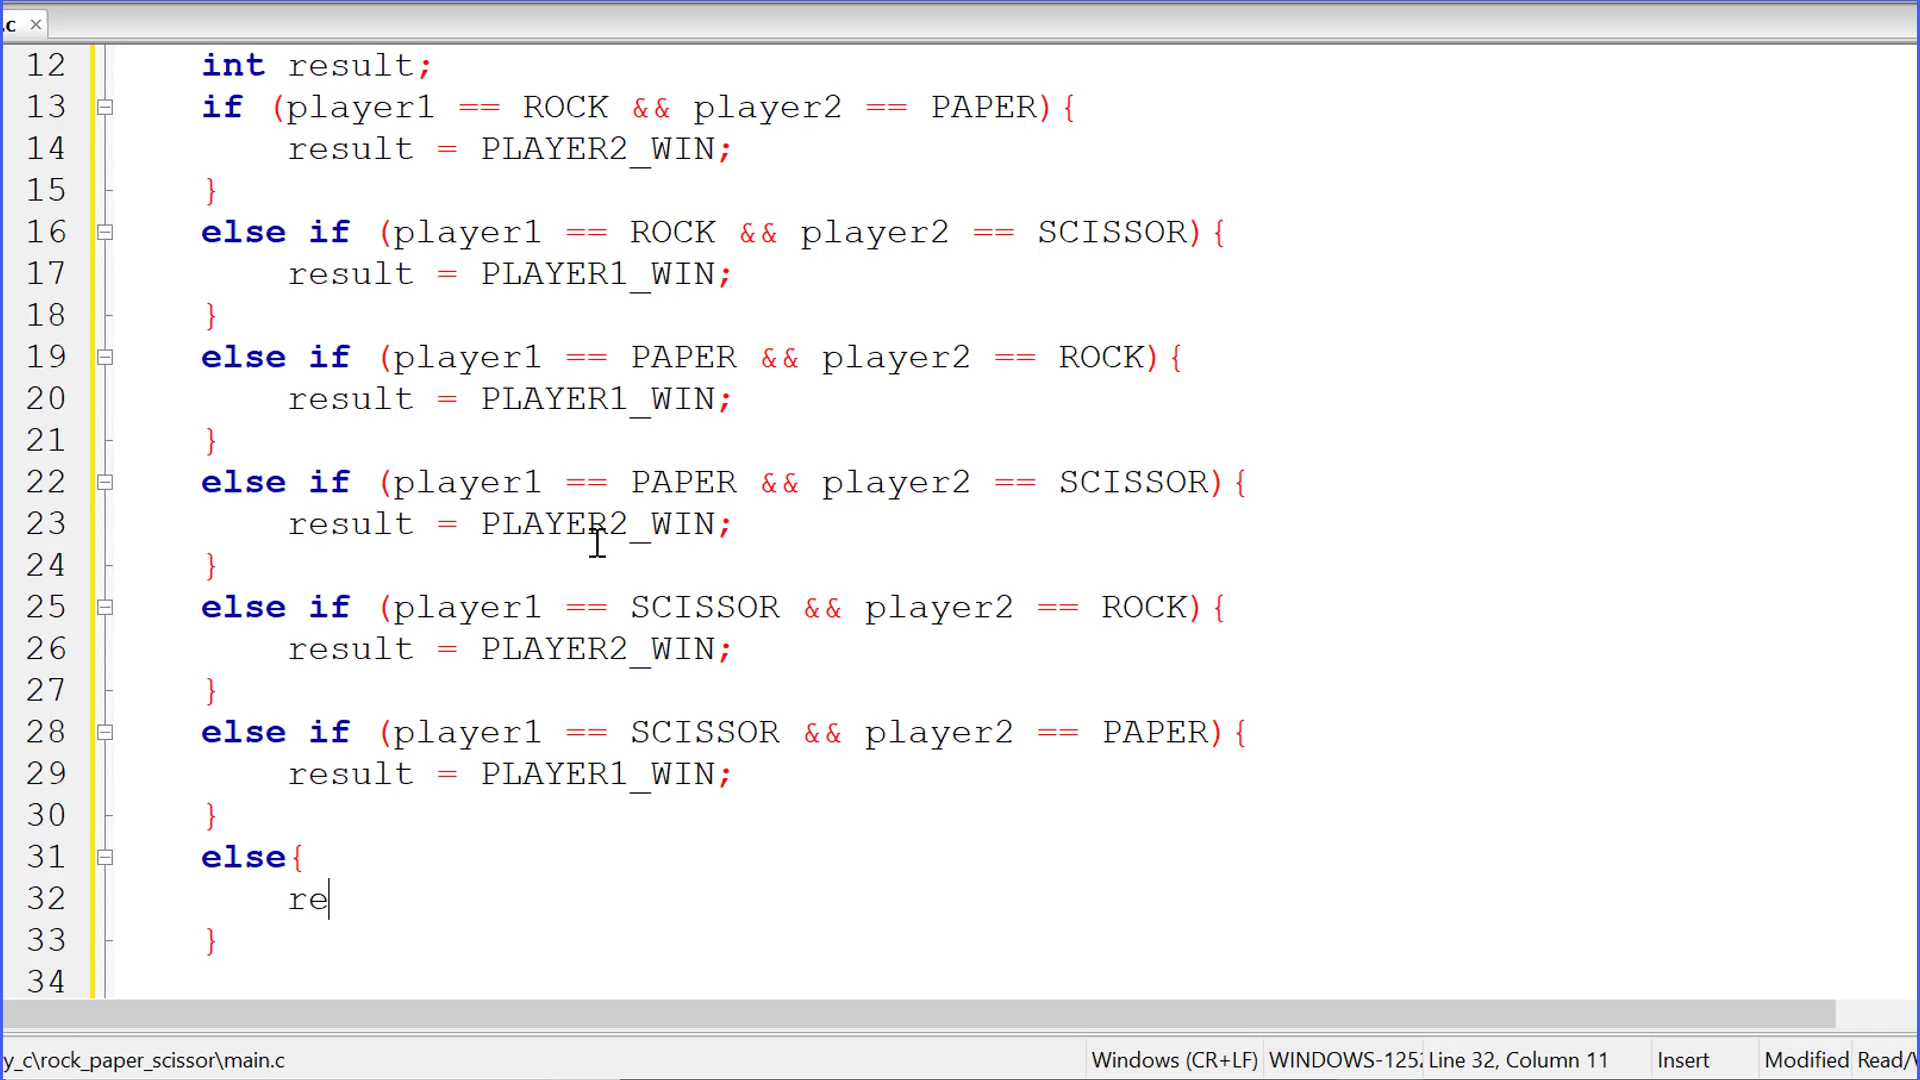 .c ×
12 int result;
13 if (player1 == ROCK && player2 == PAPER){
14 result = PLAYER2_WIN;
15 }
16 else if (player1 == ROCK && player2 == SCISSOR){
17 result = PLAYER1_WIN;
18 }
19 else if (player1 == PAPER && player2 == ROCK){
20 result = PLAYER1_WIN;
21 }
22 else if (player1 == PAPER && player2 == SCISSOR){
23 result = PLAYER2_WIN;
24 }
25 else if (player1 == SCISSOR && player2 == ROCK){
26 result = PLAYER2_WIN;
27 }
28 else if (player1 == SCISSOR && player2 == PAPER){
29 result = PLAYER1_WIN;
30 }
31 else{
32 re
33 }
34
y_c\rock_paper_scissor\main.c Windows (CR+LF) WINDOWS-1252 Line 32, Column 11 Insert Modified Read/